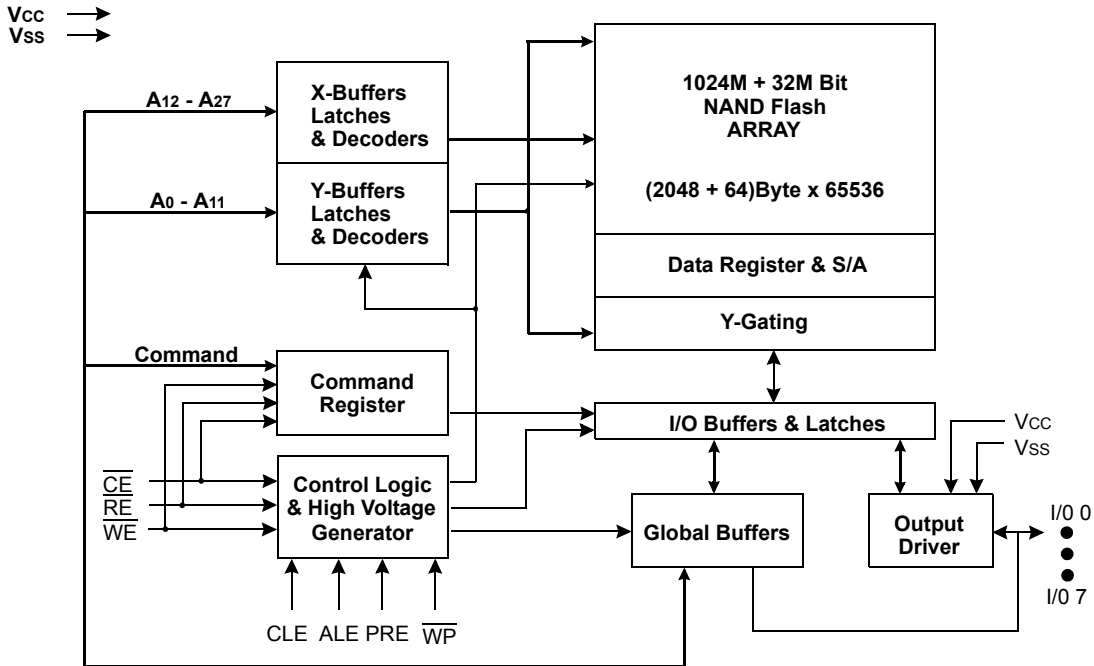 VCC
VSS
A12 - A27
X-Buffers
Latches
& Decoders
A0 - A11
Y-Buffers
Latches
& Decoders
1024M + 32M Bit
NAND Flash
ARRAY
(2048 + 64)Byte x 65536
Data Register & S/A
Y-Gating
Command
Command
Register
I/O Buffers & Latches
VCC
VSS
CE
RE
WE
Control Logic
& High Voltage
Generator
Global Buffers
Output
Driver
I/0 0
I/0 7
CLE ALE PRE WP